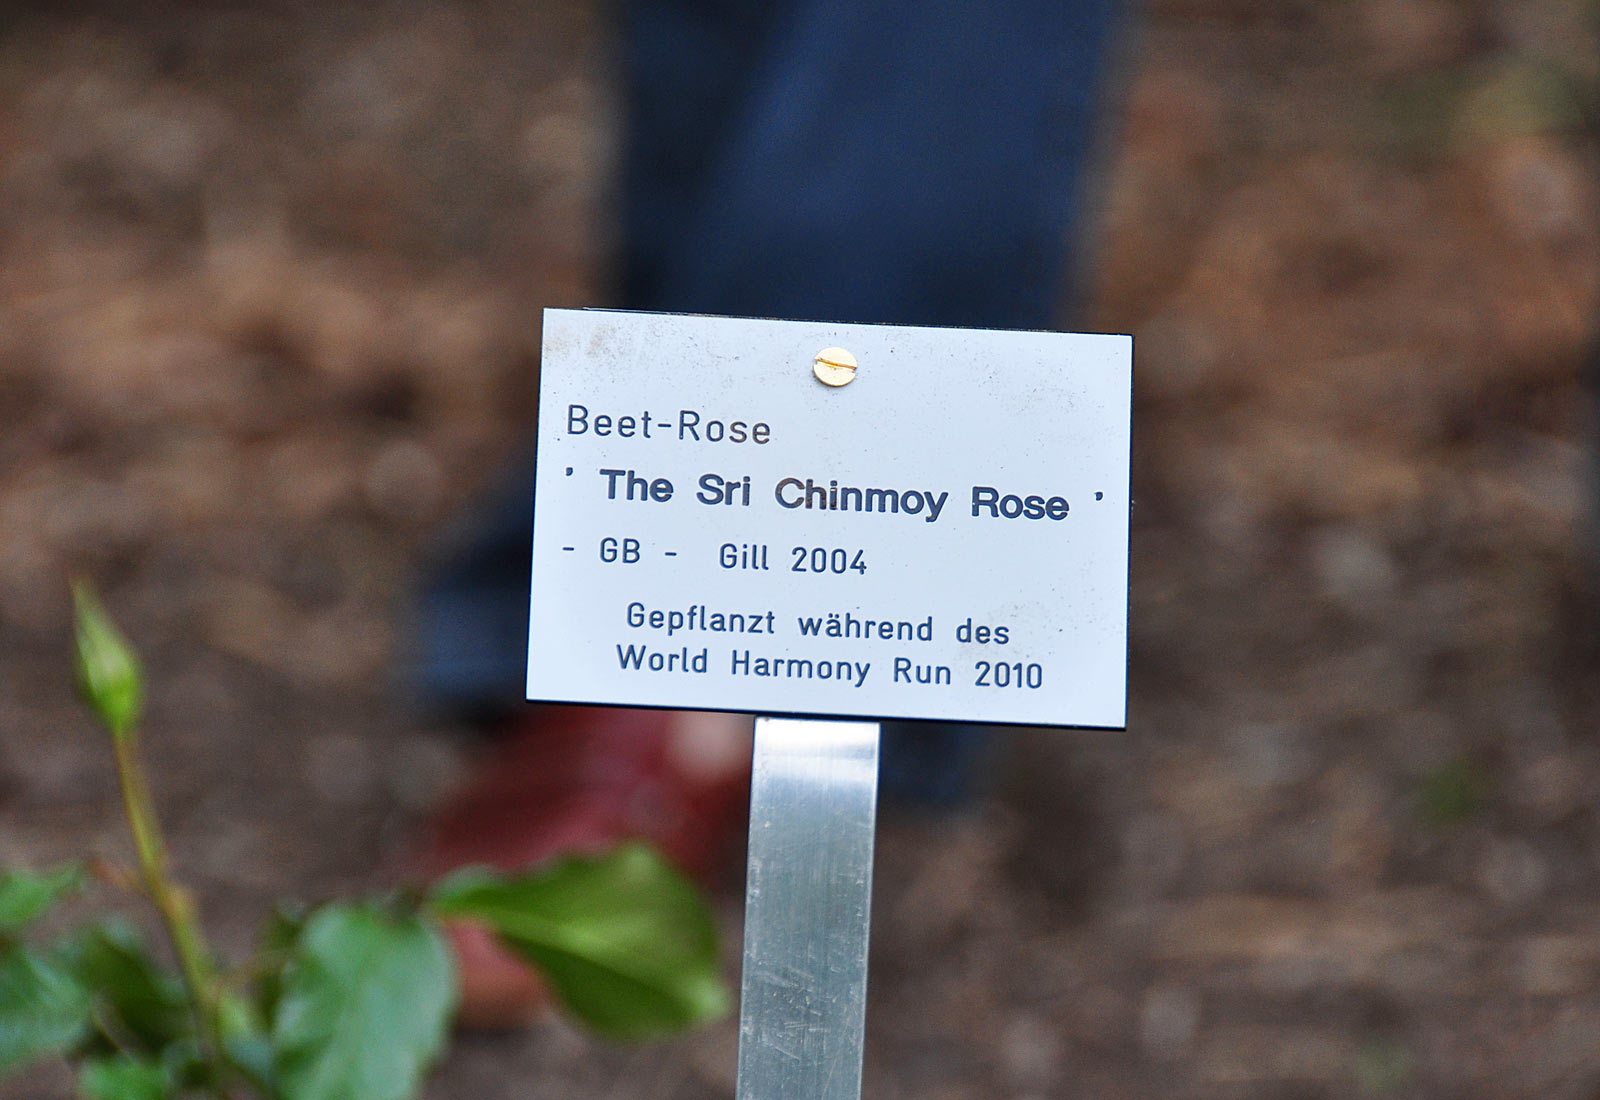 Beet-Rose
' The Sri Chinmoy Rose '
- GB - Gill 2004
Gepflanzt während des
World Harmony Run 2010